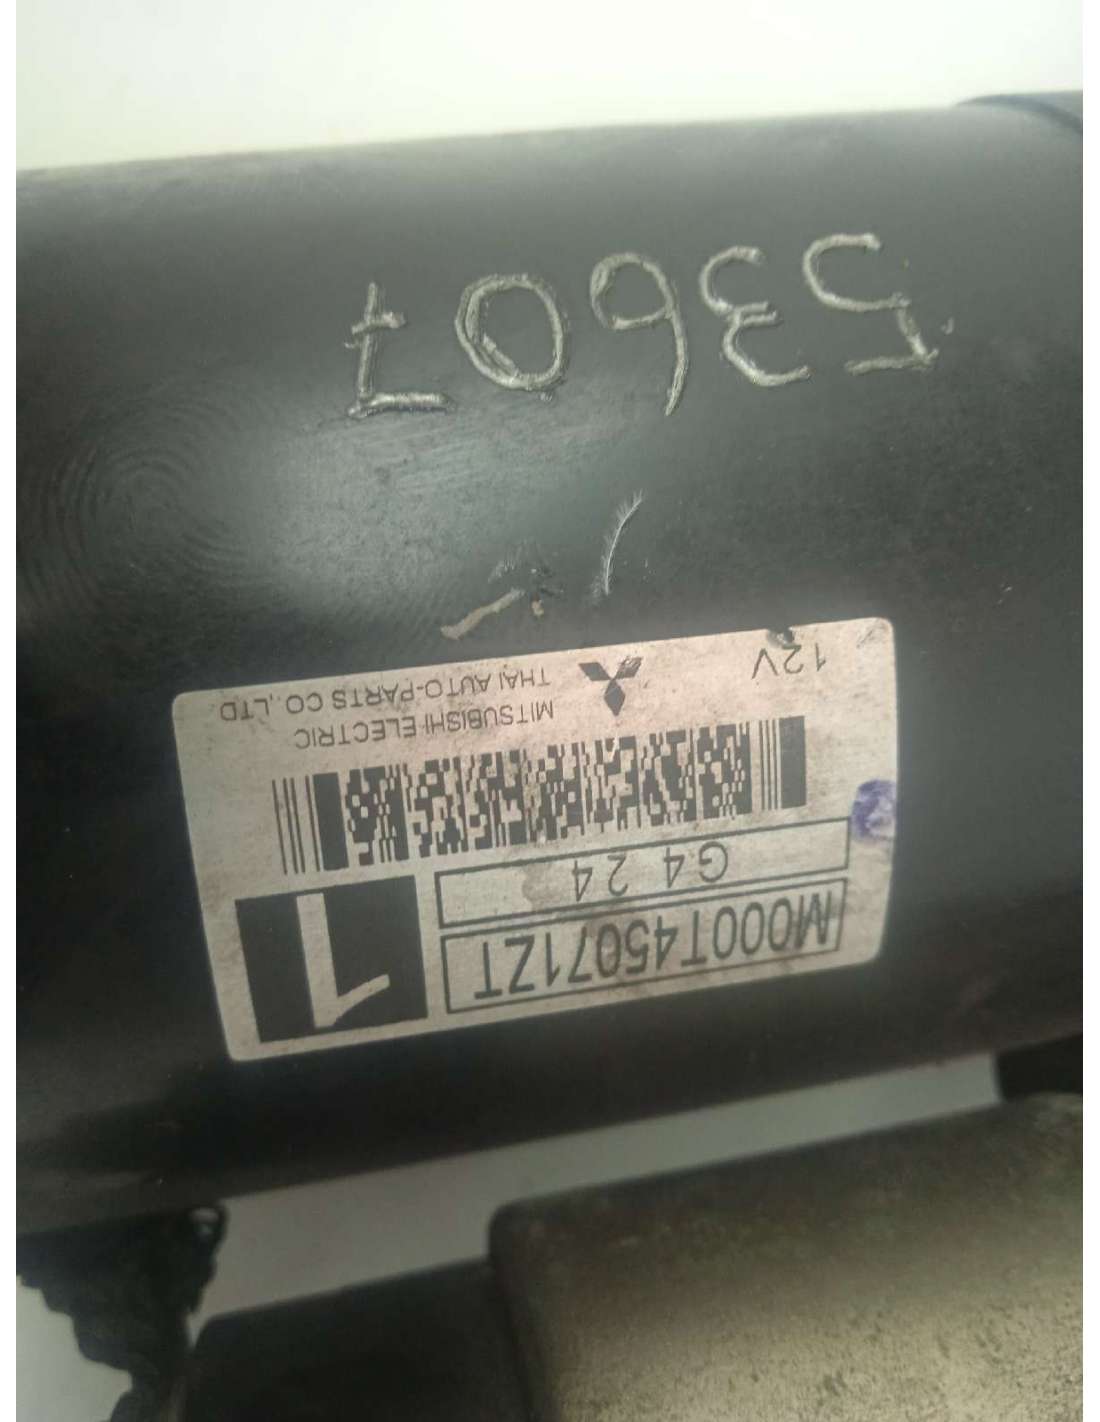 M000T45071ZT
1
G4 24
MITSUBISHI ELECTRIC
12V
THAI AUTO-PARTS CO.,LTD
53607